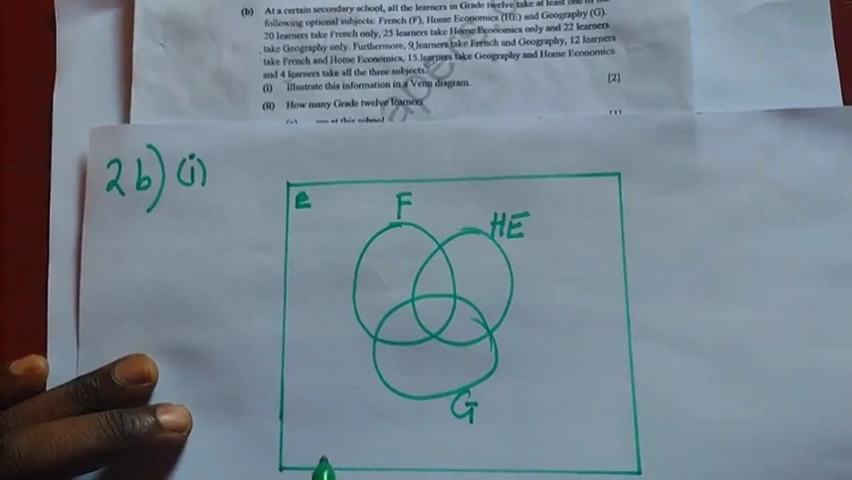 (b) At a certain secondary school, all the learners in Grade twelve take at least one of the
following optional subjects: French (F), Home Economics (HE) and Geography (G).
20 learners take French only, 25 learners take Home Economics only and 22 learners
take Geography only. Furthermore, 9 learners take French and Geography, 12 learners
take French and Home Economics, 15 learners take Geography and Home Economics
and 4 learners take all the three subjects.
(i) Illustrate this information in a Venn diagram. [2]
(ii) How many Grade twelve learners
at this school
2b) (i)
E
F
HE
G